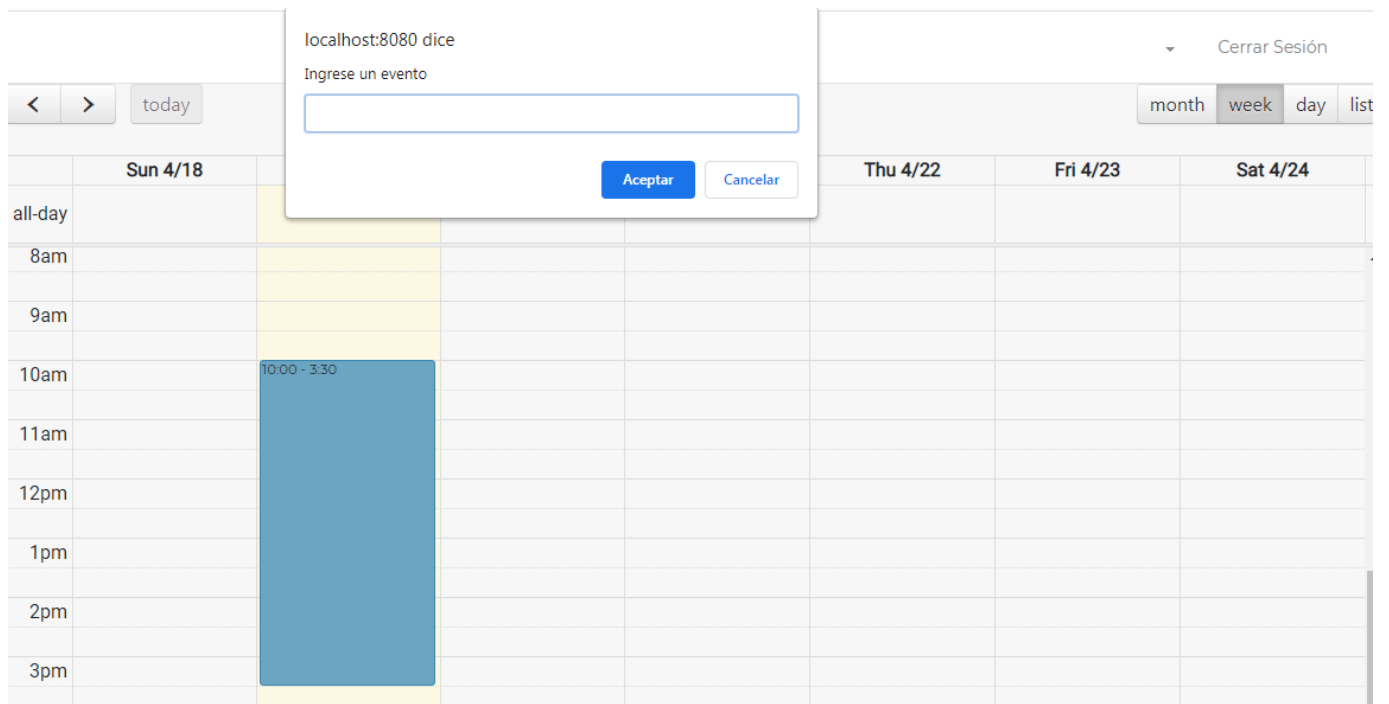 localhost:8080 dice
Ingrese un evento
Aceptar Cancelar
Cerrar Sesión
today
month week day list
Sun 4/18 Thu 4/22 Fri 4/23 Sat 4/24
all-day
8am
9am
10am
10:00 - 3:30
11am
12pm
1pm
2pm
3pm